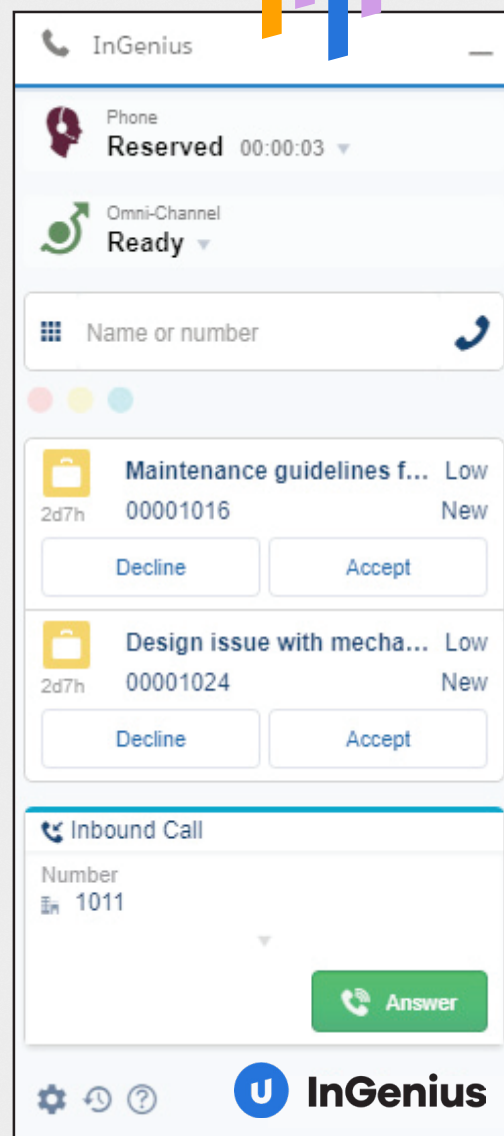 InGenius
Phone
Reserved 00:00:03
Omni-Channel
Ready
Name or number
Maintenance guidelines f... Low
2d7h 00001016 New
Decline Accept
Design issue with mecha... Low
2d7h 00001024 New
Decline Accept
Inbound Call
Number
1011
Answer
U InGenius